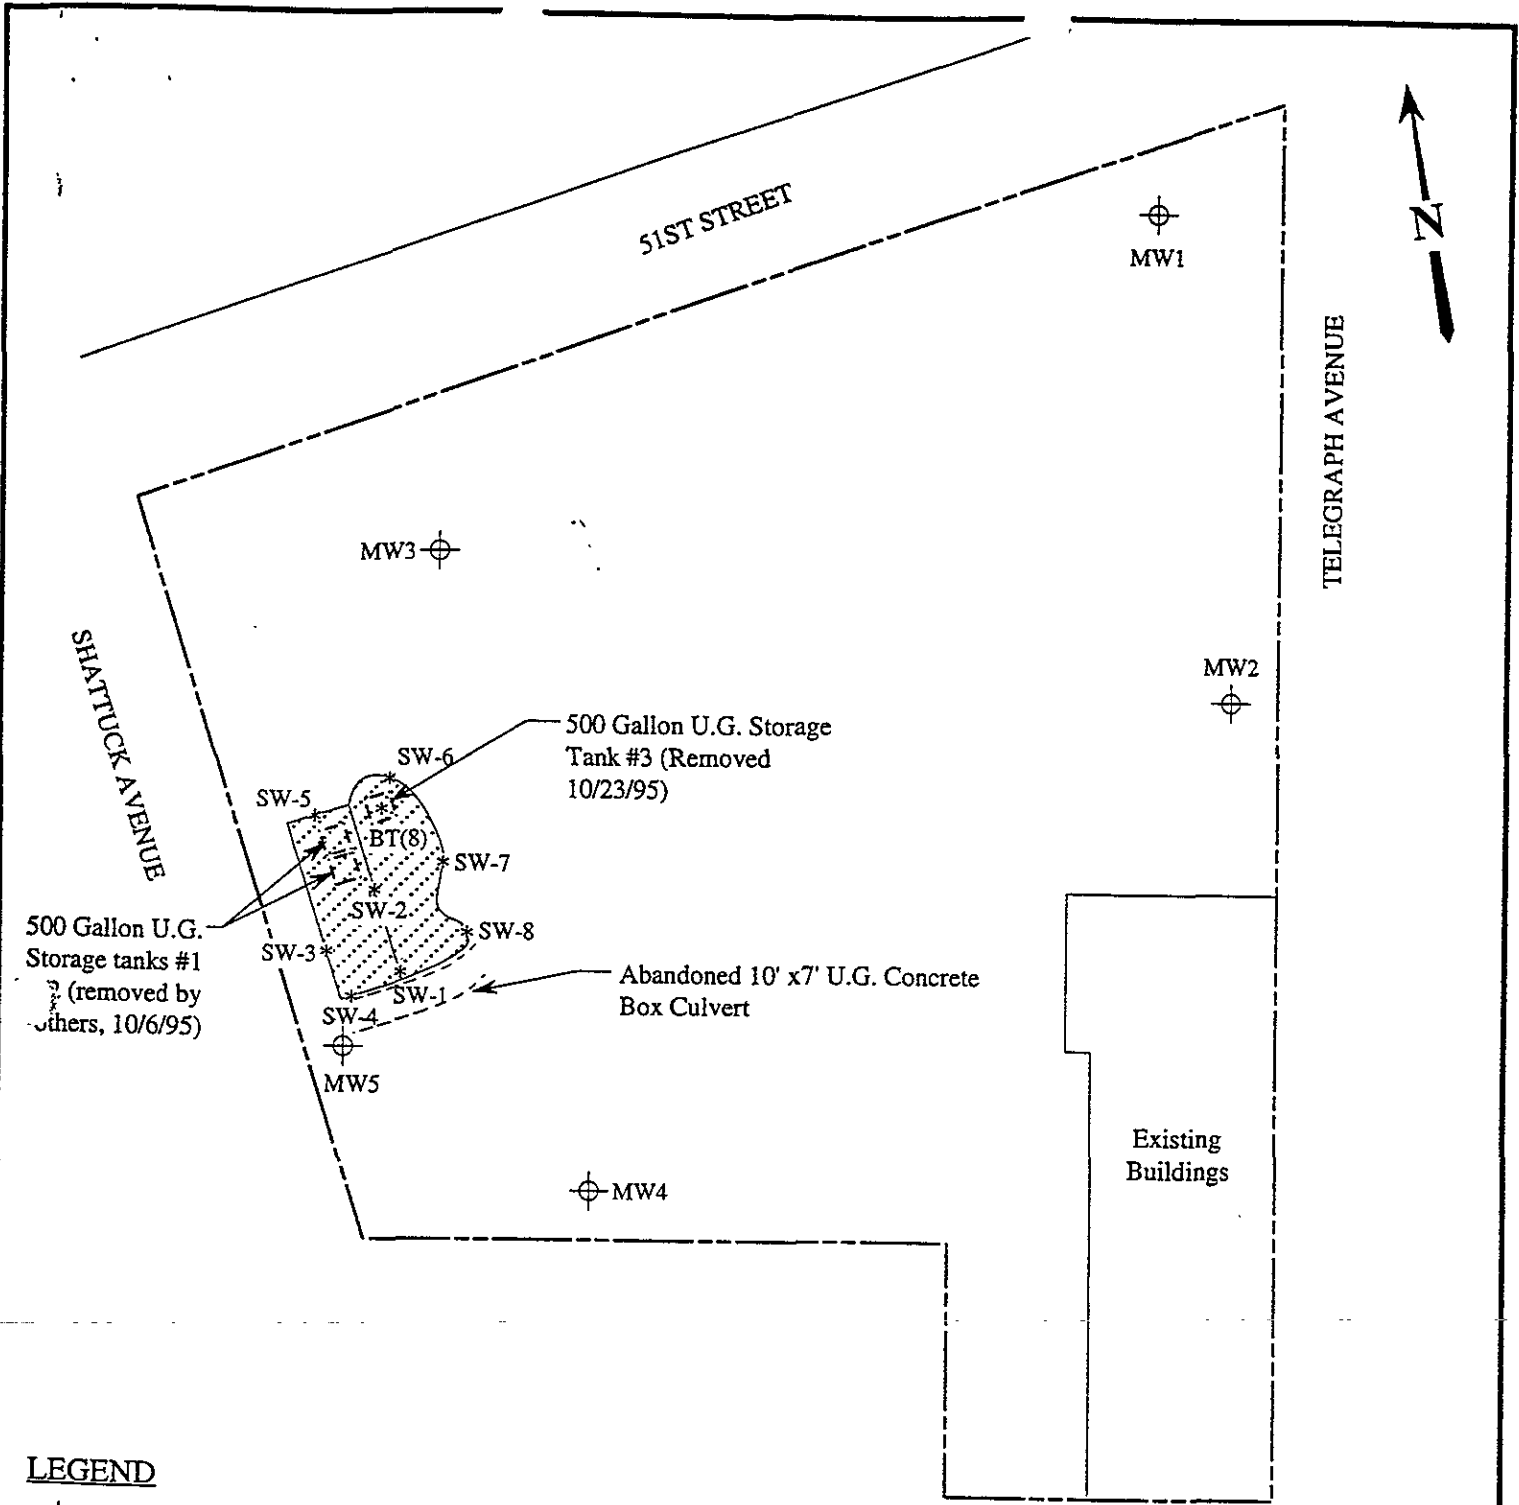 51ST STREET
MW1
N
TELEGRAPH AVENUE
MW3
SHATTUCK AVENUE
MW2
500 Gallon U.G. Storage
Tank #3 (Removed
10/23/95)
SW-6
SW-5
BT(8)
SW-7
SW-2
SW-8
500 Gallon U.G.
Storage tanks #1
(removed by
10/6/95)
SW-3
SW-1
SW-4
Abandoned 10' x7' U.G. Concrete
Box Culvert
MW5
Existing
Buildings
MW4
LEGEND